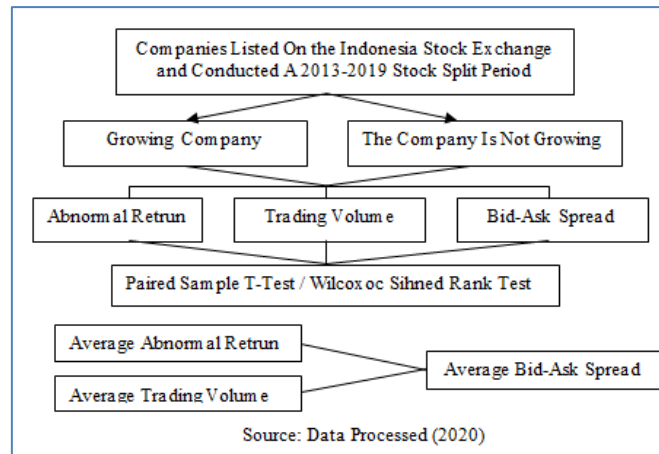 Companies Listed On the Indonesia Stock Exchange
and Conducted A 2013-2019 Stock Split Period
Growing Company
The Company Is Not Growing
Abnormal Retrun
Trading Volume
Bid-Ask Spread
Paired Sample T-Test / Wilcoxoc Sihned Rank Test
Average Abnormal Retrun
Average Bid-Ask Spread
Average Trading Volume
Source: Data Processed (2020)